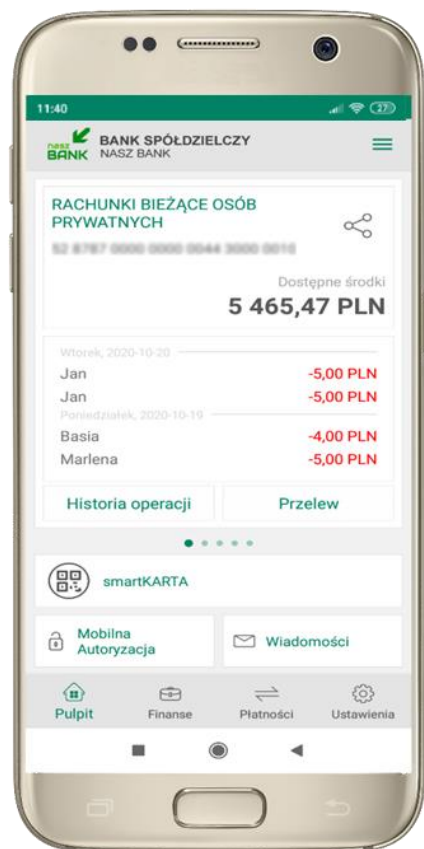 11:40
27
nasz
BANK
BANK SPÓŁDZIELCZY
NASZ BANK
RACHUNKI BIEŻĄCE OSÓB
PRYWATNYCH
Dostępne środki
5 465,47 PLN
Wtorek, 2020-10-20
Jan -5,00 PLN
Jan -5,00 PLN
Poniedziałek, 2020-10-19
Basia -4,00 PLN
Marlena -5,00 PLN
Historia operacji Przelew
smartKARTA
Mobilna
Autoryzacja
Wiadomości
Pulpit Finanse Płatności Ustawienia